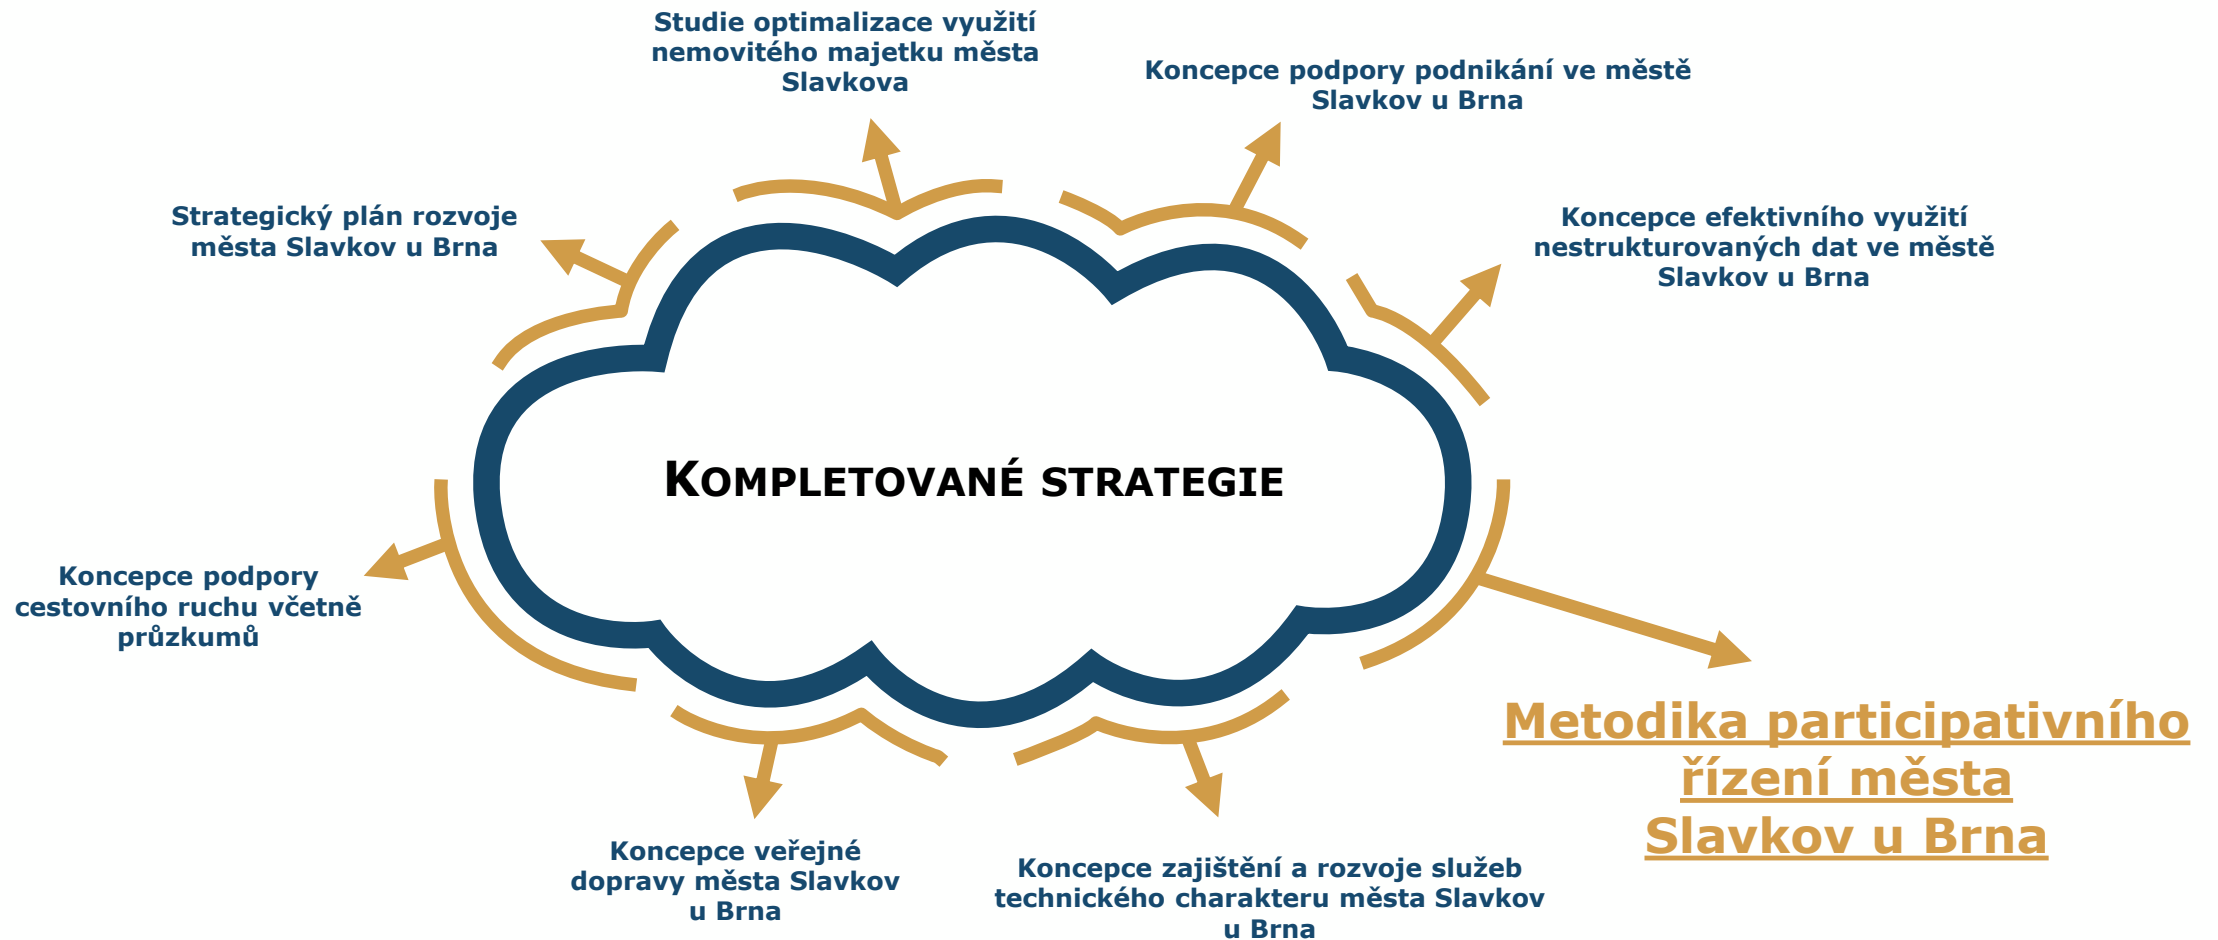 Studie optimalizace využití
nemovitého majetku města
Slavkova
Koncepce podpory podnikání ve městě
Slavkov u Brna
Strategický plán rozvoje
města Slavkov u Brna
Koncepce efektivního využití
nestrukturovaných dat ve městě
Slavkov u Brna
KOMPLETOVANÉ STRATEGIE
Koncepce podpory
cestovního ruchu včetně
průzkumů
Metodika participativního
řízení města
Slavkov u Brna
Koncepce veřejné
dopravy města Slavkov
u Brna
Koncepce zajištění a rozvoje služeb
technického charakteru města Slavkov
u Brna